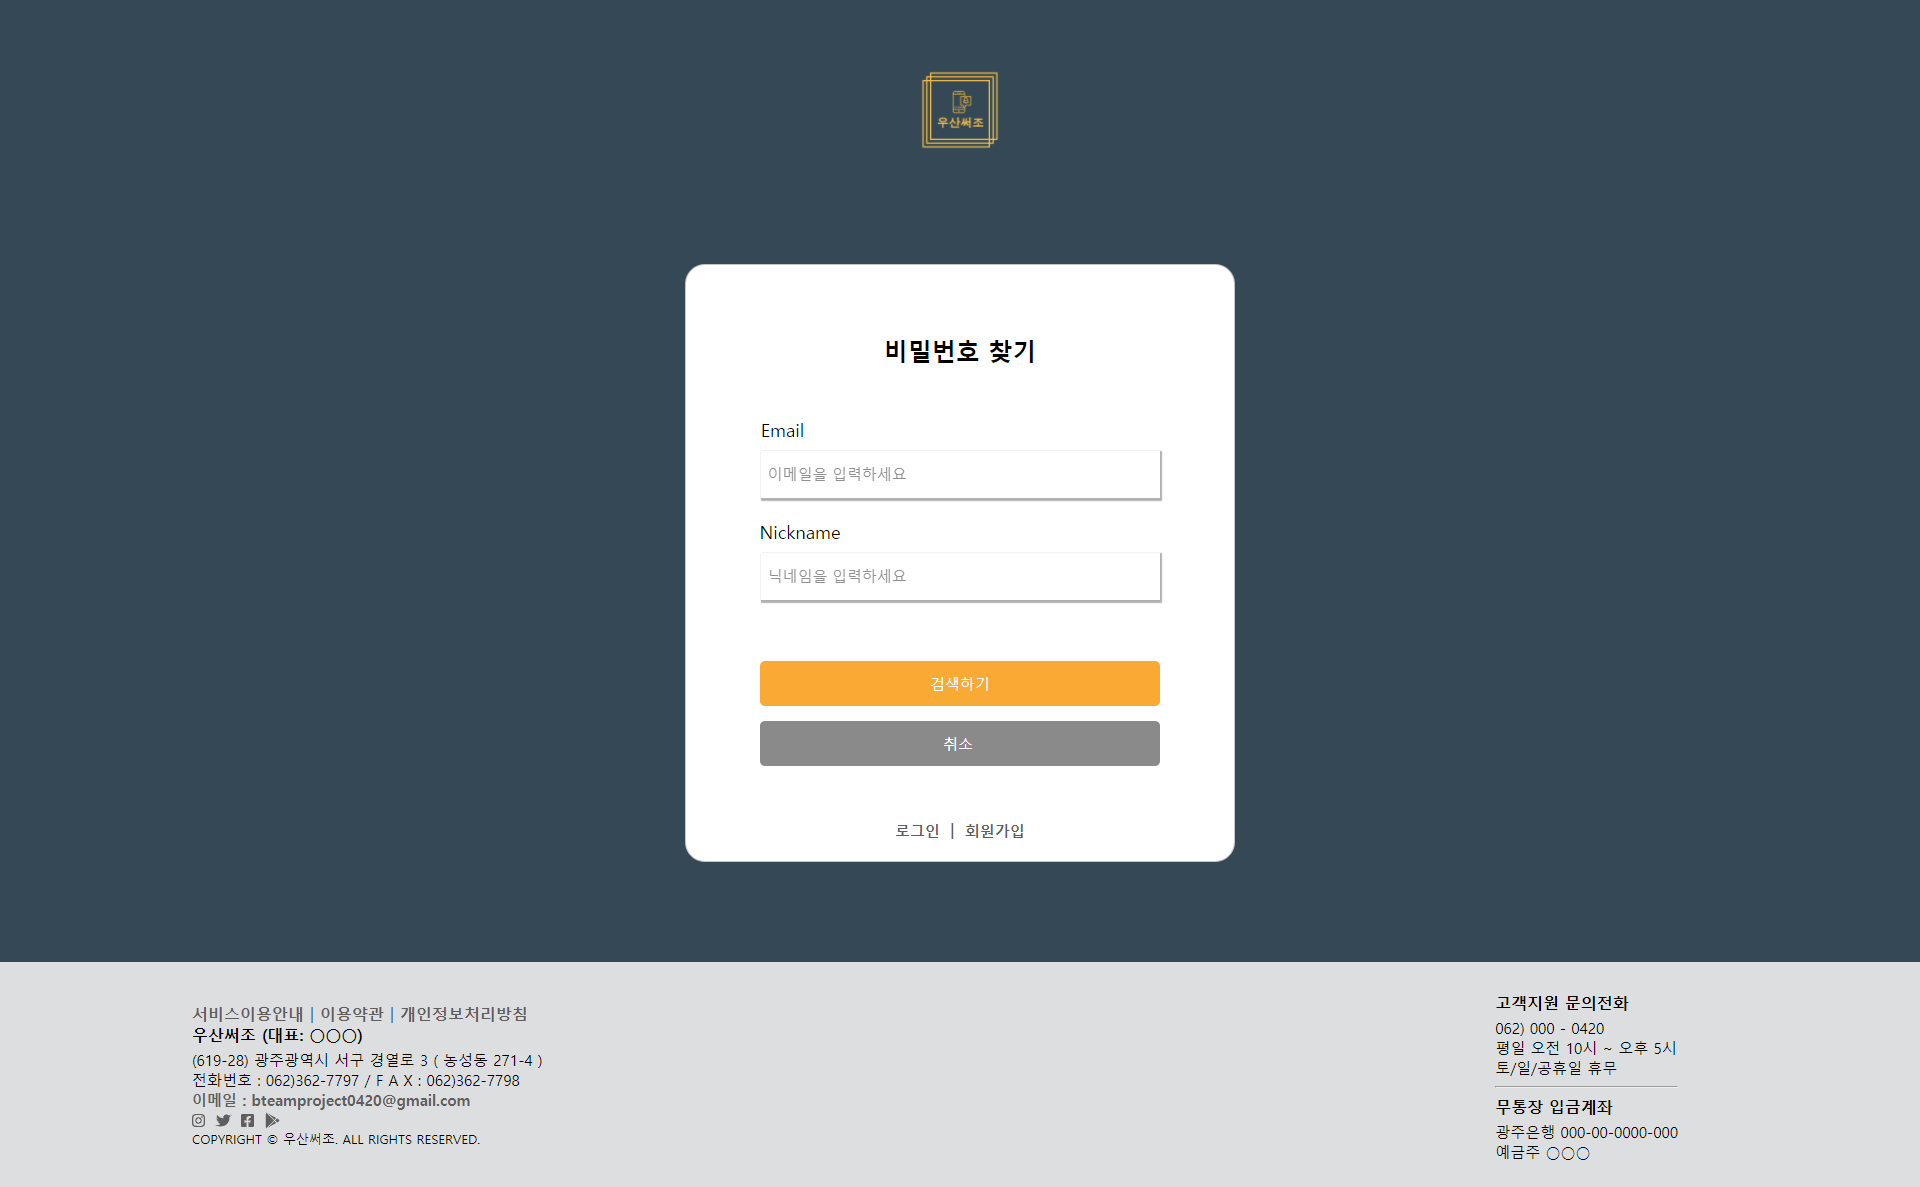 우산써조
비밀번호 찾기
Email
이메일을 입력하세요
Nickname
닉네임을 입력하세요
검색하기
취소
로그인 | 회원가입
서비스이용안내 | 이용약관 | 개인정보처리방침
우산써조 (대표: ○○○)
(619-28) 광주광역시 서구 경열로 3 ( 농성동 271-4 )
전화번호 : 062)362-7797 / F A X : 062)362-7798
이메일 : bteamproject0420@gmail.com
COPYRIGHT © 우산써조. ALL RIGHTS RESERVED.
고객지원 문의전화
062) 000 - 0420
평일 오전 10시 ~ 오후 5시
토/일/공휴일 휴무
무통장 입금계좌
광주은행 000-00-0000-000
예금주 ○○○